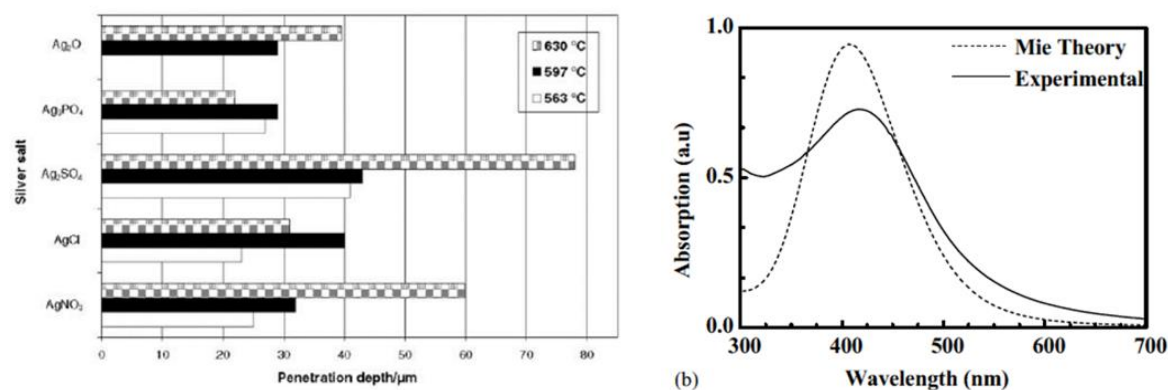 Ag₂O
Ag₃PO₄
Ag₂SO₄
AgCl
AgNO₃
Silver salt
630 °C
597 °C
563 °C
0 10 20 30 40 50 60 70 80
Penetration depth/µm
1.0
0.5
0.0
Absorption (a.u)
Mie Theory
Experimental
300 400 500 600 700
Wavelength (nm)
(b)